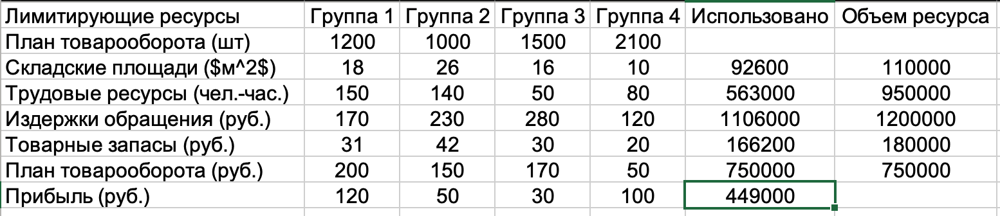 Лимитирующие ресурсы Группа 1 Группа 2 Группа 3 Группа 4 Использовано Объем ресурса
План товарооборота (шт) 1200 1000 1500 2100
Складские площади ($м^2$) 18 26 16 10 92600 110000
Трудовые ресурсы (чел.-час.) 150 140 50 80 563000 950000
Издержки обращения (руб.) 170 230 280 120 1106000 1200000
Товарные запасы (руб.) 31 42 30 20 166200 180000
План товарооборота (руб.) 200 150 170 50 750000 750000
Прибыль (руб.) 120 50 30 100 449000